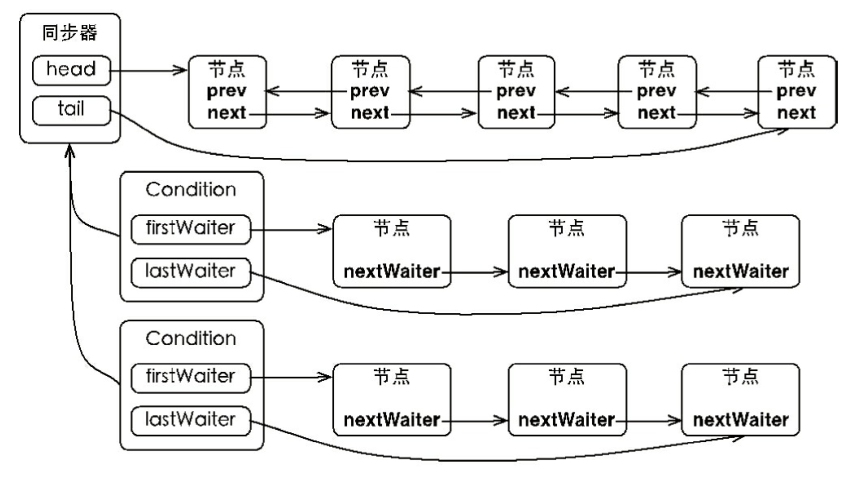 同步器
head
tail
节点 节点 节点 节点 节点
prev prev prev prev prev
next next next next next
Condition
firstWaiter
lastWaiter
节点 节点 节点
nextWaiter nextWaiter nextWaiter
Condition
firstWaiter
lastWaiter
节点 节点 节点
nextWaiter nextWaiter nextWaiter